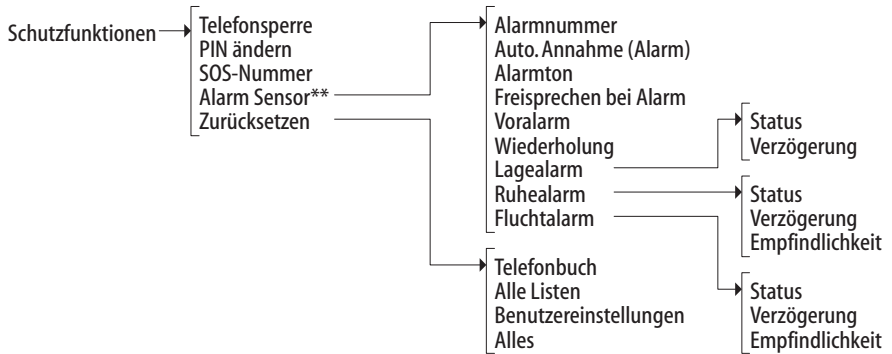 Schutzfunktionen
Telefonsperre
PIN ändern
SOS-Nummer
Alarm Sensor**
Zurücksetzen
Alarmnummer
Auto. Annahme (Alarm)
Alarmton
Freisprechen bei Alarm
Voralarm
Wiederholung
Lagealarm
Ruhealarm
Fluchtalarm
Status
Verzögerung
Status
Verzögerung
Empfindlichkeit
Status
Verzögerung
Empfindlichkeit
Telefonbuch
Alle Listen
Benutzereinstellungen
Alles